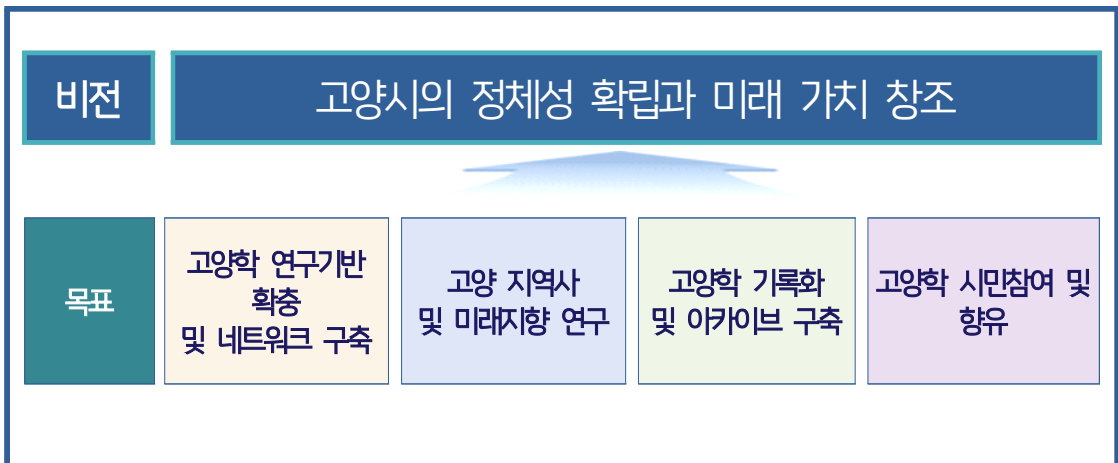 비전
고양시의 정체성 확립과 미래 가치 창조
목표
고양학 연구기반
확충
및 네트워크 구축
고양 지역사
및 미래지향 연구
고양학 기록화
및 아카이브 구축
고양학 시민참여 및
향유